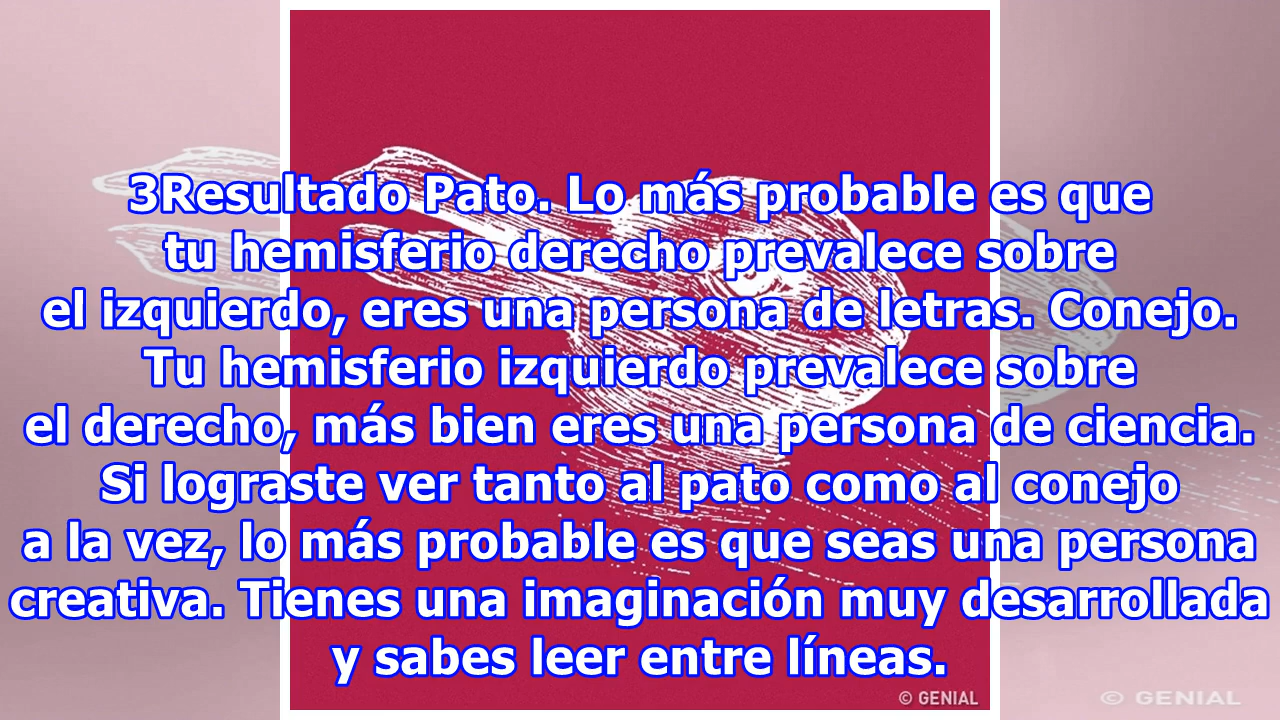 3Resultado Pato. Lo más probable es que
tu hemisferio derecho prevalece sobre
el izquierdo, eres una persona de letras. Conejo.
Tu hemisferio izquierdo prevalece sobre
el derecho, más bien eres una persona de ciencia.
Si lograste ver tanto al pato como al conejo
a la vez, lo más probable es que seas una persona
creativa. Tienes una imaginación muy desarrollada
y sabes leer entre líneas.
© GENIAL
© GENIAL